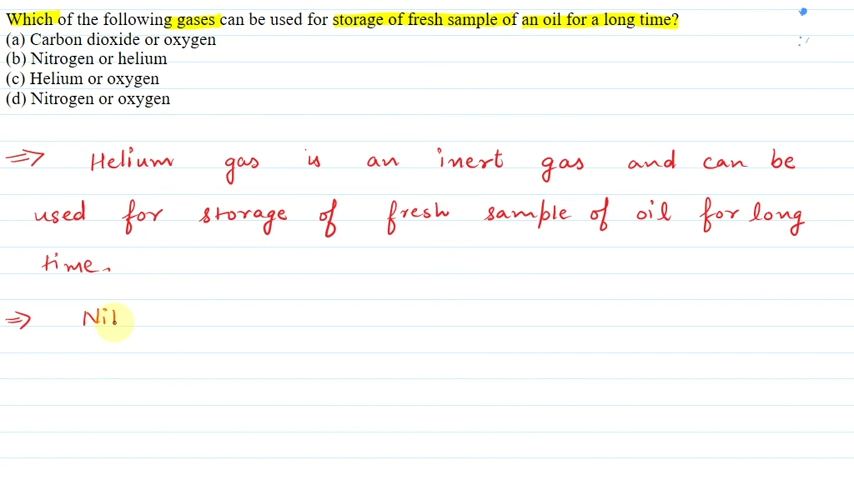 Which of the following gases can be used for storage of fresh sample of an oil for a long time?
(a) Carbon dioxide or oxygen
(b) Nitrogen or helium
(c) Helium or oxygen
(d) Nitrogen or oxygen
⇒ Helium gas is an inert gas and can be
used for storage of fresh sample of oil for long
time.
⇒ Nit